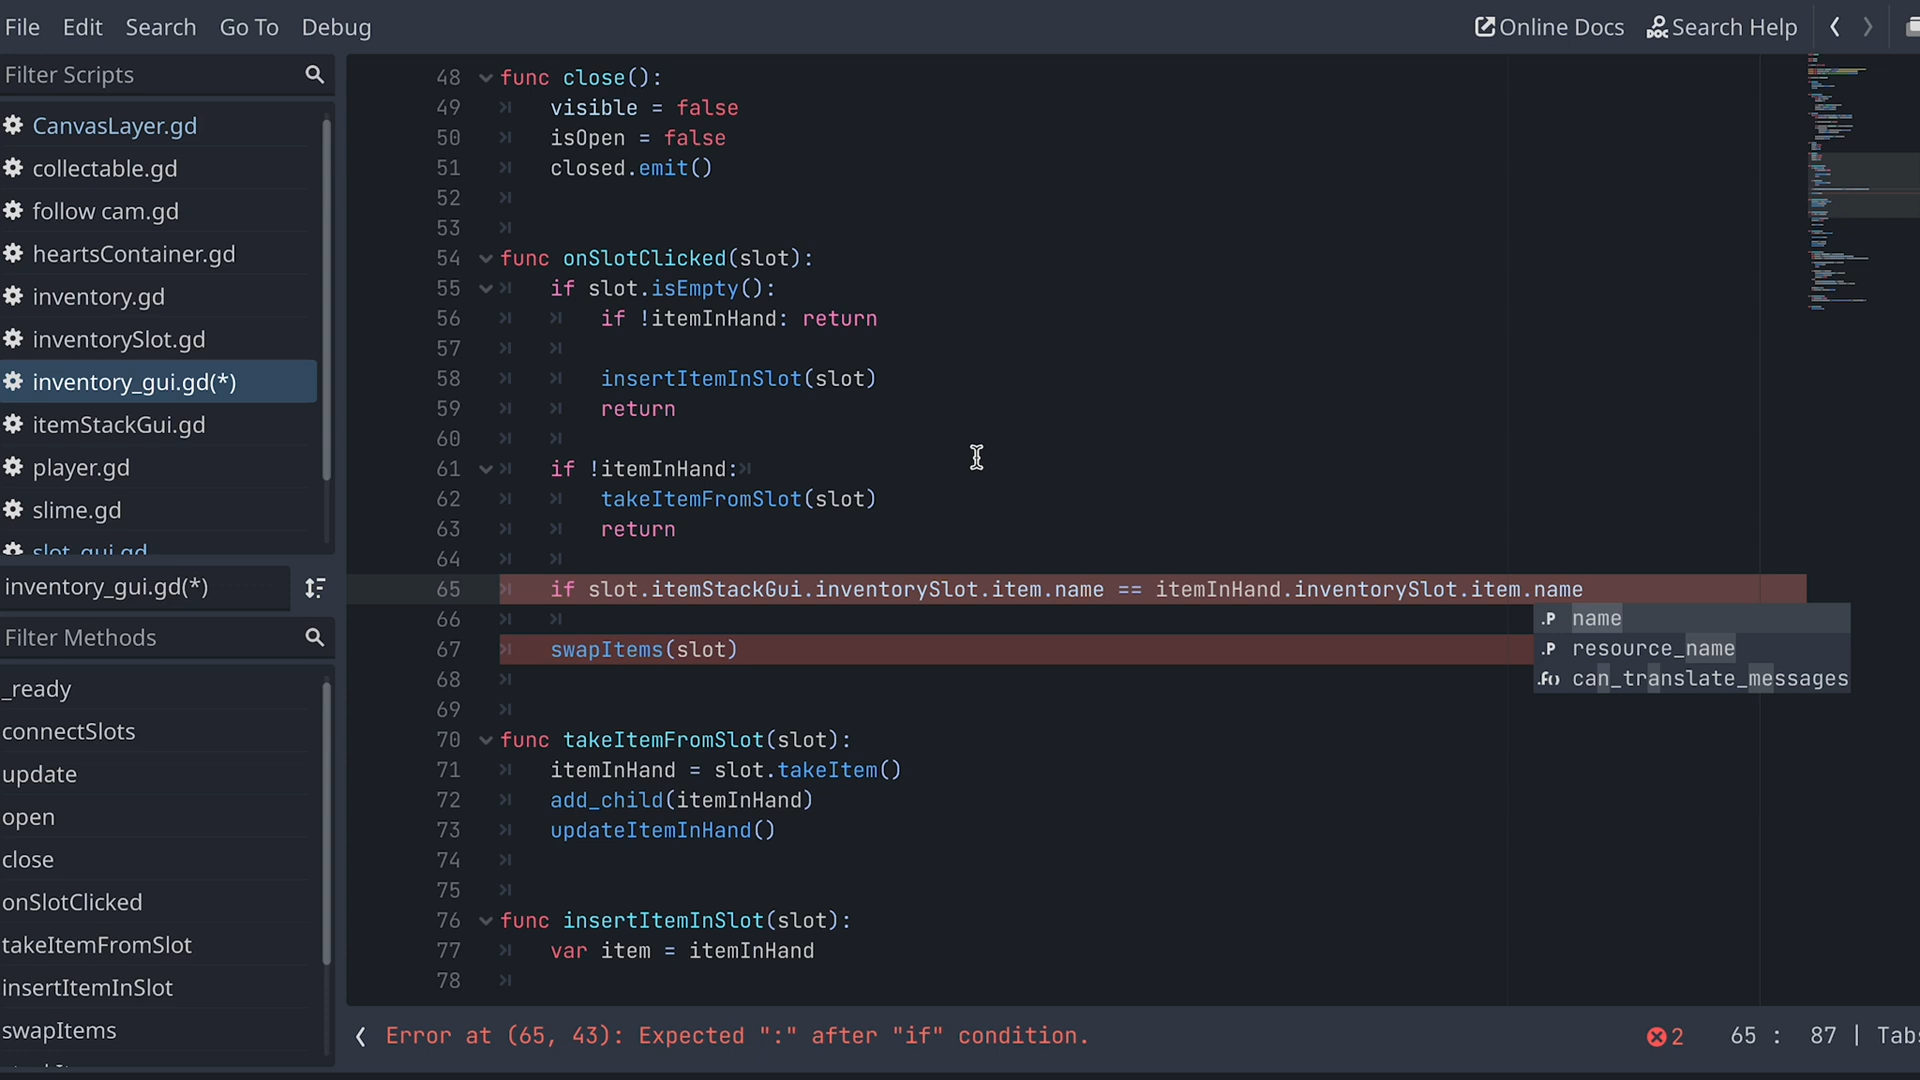 File Edit Search Go To Debug
Online Docs Search Help
Filter Scripts
CanvasLayer.gd
collectable.gd
follow cam.gd
heartsContainer.gd
inventory.gd
inventorySlot.gd
inventory_gui.gd(*)
itemStackGui.gd
player.gd
slime.gd
slot_gui.gd
inventory_gui.gd(*)
Filter Methods
_ready
connectSlots
update
open
close
onSlotClicked
takeItemFromSlot
insertItemInSlot
swapItems
48 func close():
49 visible = false
50 isOpen = false
51 closed.emit()
52
53
54 func onSlotClicked(slot):
55 if slot.isEmpty():
56 if !itemInHand: return
57
58 insertItemInSlot(slot)
59 return
60
61 if !itemInHand:
62 takeItemFromSlot(slot)
63 return
64
65 if slot.itemStackGui.inventorySlot.item.name == itemInHand.inventorySlot.item.name
66
67 swapItems(slot)
68
69
70 func takeItemFromSlot(slot):
71 itemInHand = slot.takeItem()
72 add_child(itemInHand)
73 updateItemInHand()
74
75
76 func insertItemInSlot(slot):
77 var item = itemInHand
78
.P name
.P resource_name
.f() can_translate_messages
Error at (65, 43): Expected ":" after "if" condition.
2 65 : 87 | Tabs